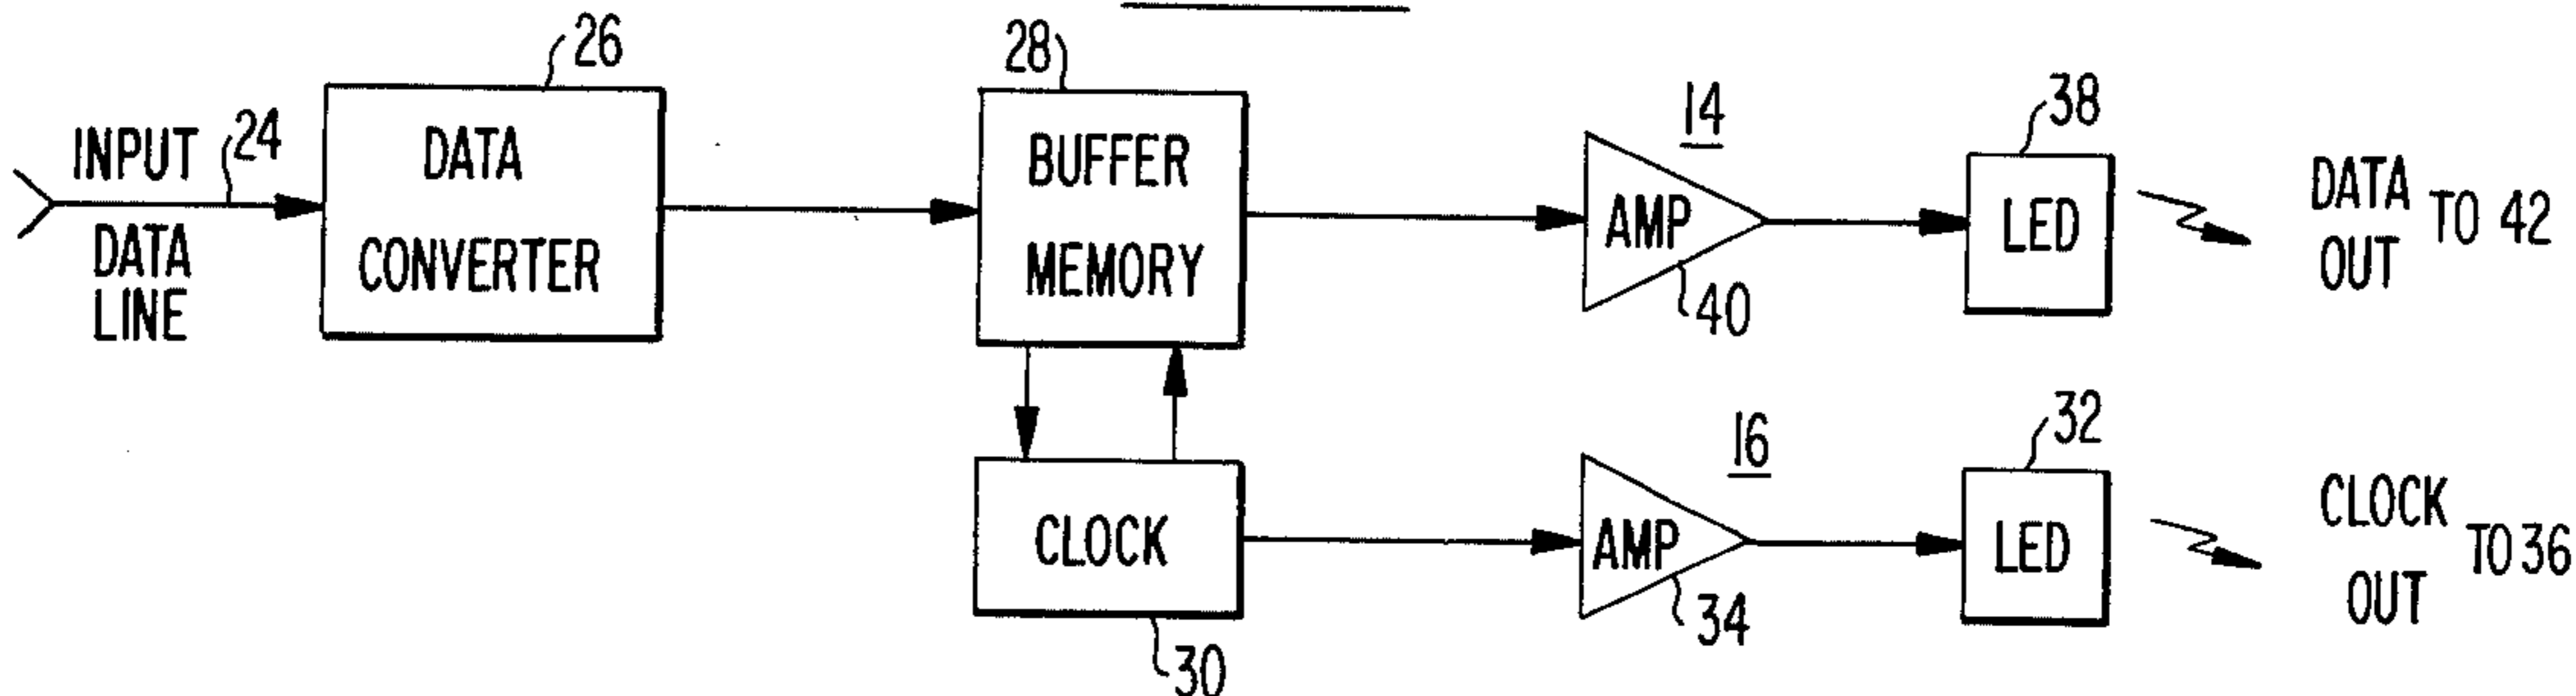 26
28
14
38
INPUT
24
DATA
LINE
DATA
CONVERTER
BUFFER
MEMORY
AMP
40
LED
DATA
OUT
TO 42
CLOCK
30
16
AMP
34
32
LED
CLOCK
OUT
TO 36